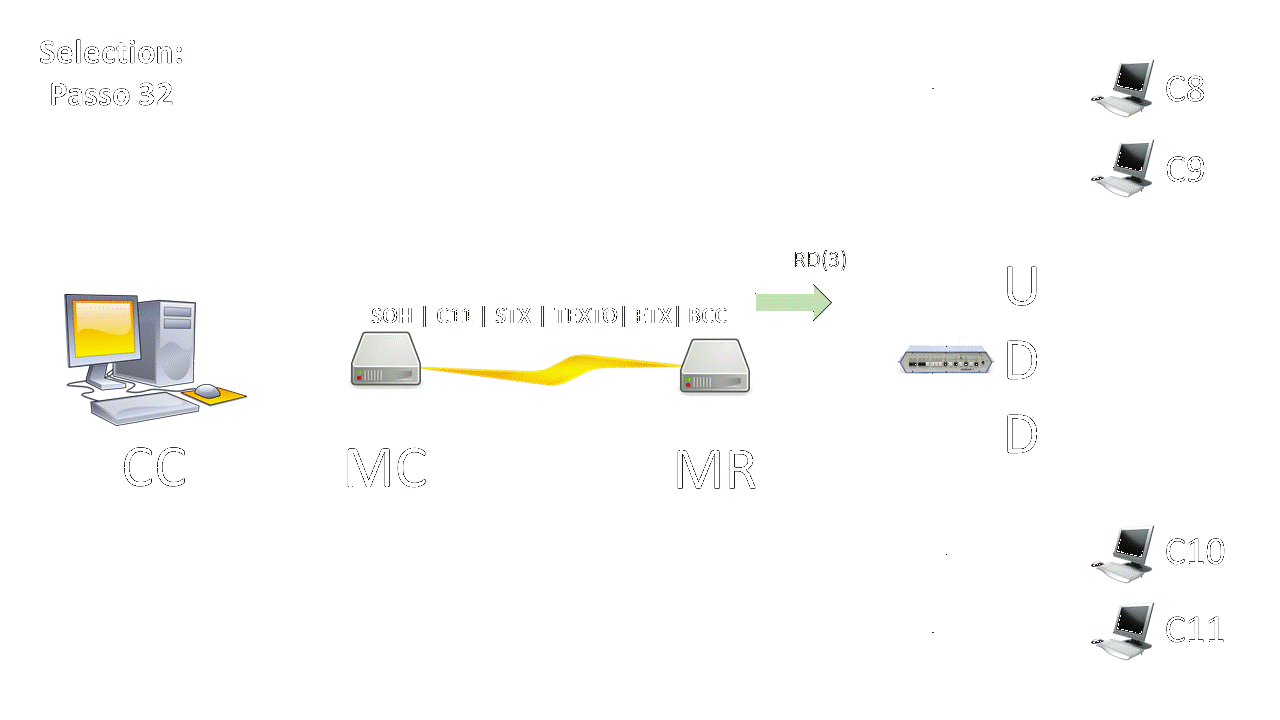 Selection:
Passo 32
C8
C9
RD(3)
SOH | C11 | STX | TEXTO| ETX| BCC
U
D
D
CC
MC
MR
C10
C11